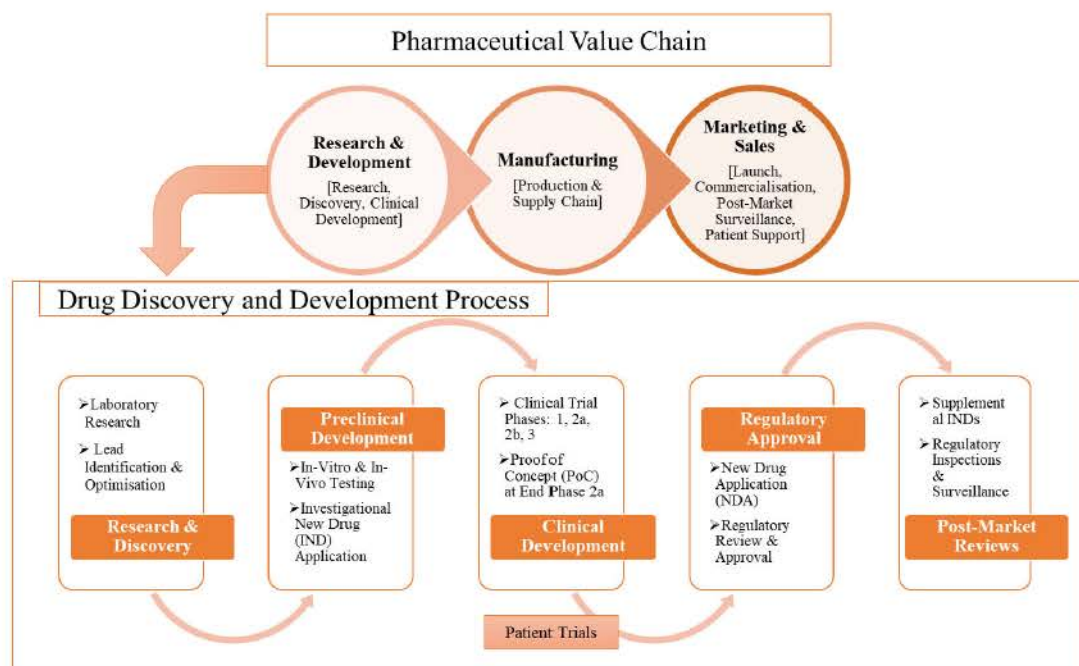 Pharmaceutical Value Chain
Research &
Development
[Research,
Discovery, Clinical
Development]
Manufacturing
[Production &
Supply Chain]
Marketing &
Sales
[Launch,
Commercialisation,
Post-Market
Surveillance,
Patient Support]
Drug Discovery and Development Process
➢Laboratory
Research
➢ Lead
Identification &
Optimisation
Research &
Discovery
Preclinical
Development
➢In-Vitro & In-
Vivo Testing
➢Investigational
New Drug
(IND)
Application
➢ Clinical Trial
Phases: 1, 2a,
2b, 3
➢Proof of
Concept (PoC)
at End Phase 2a
Clinical
Development
Regulatory
Approval
➢New Drug
Application
(NDA)
➢Regulatory
Review &
Approval
➢Supplement
al INDs
➢Regulatory
Inspections
&
Surveillance
Post-Market
Reviews
Patient Trials